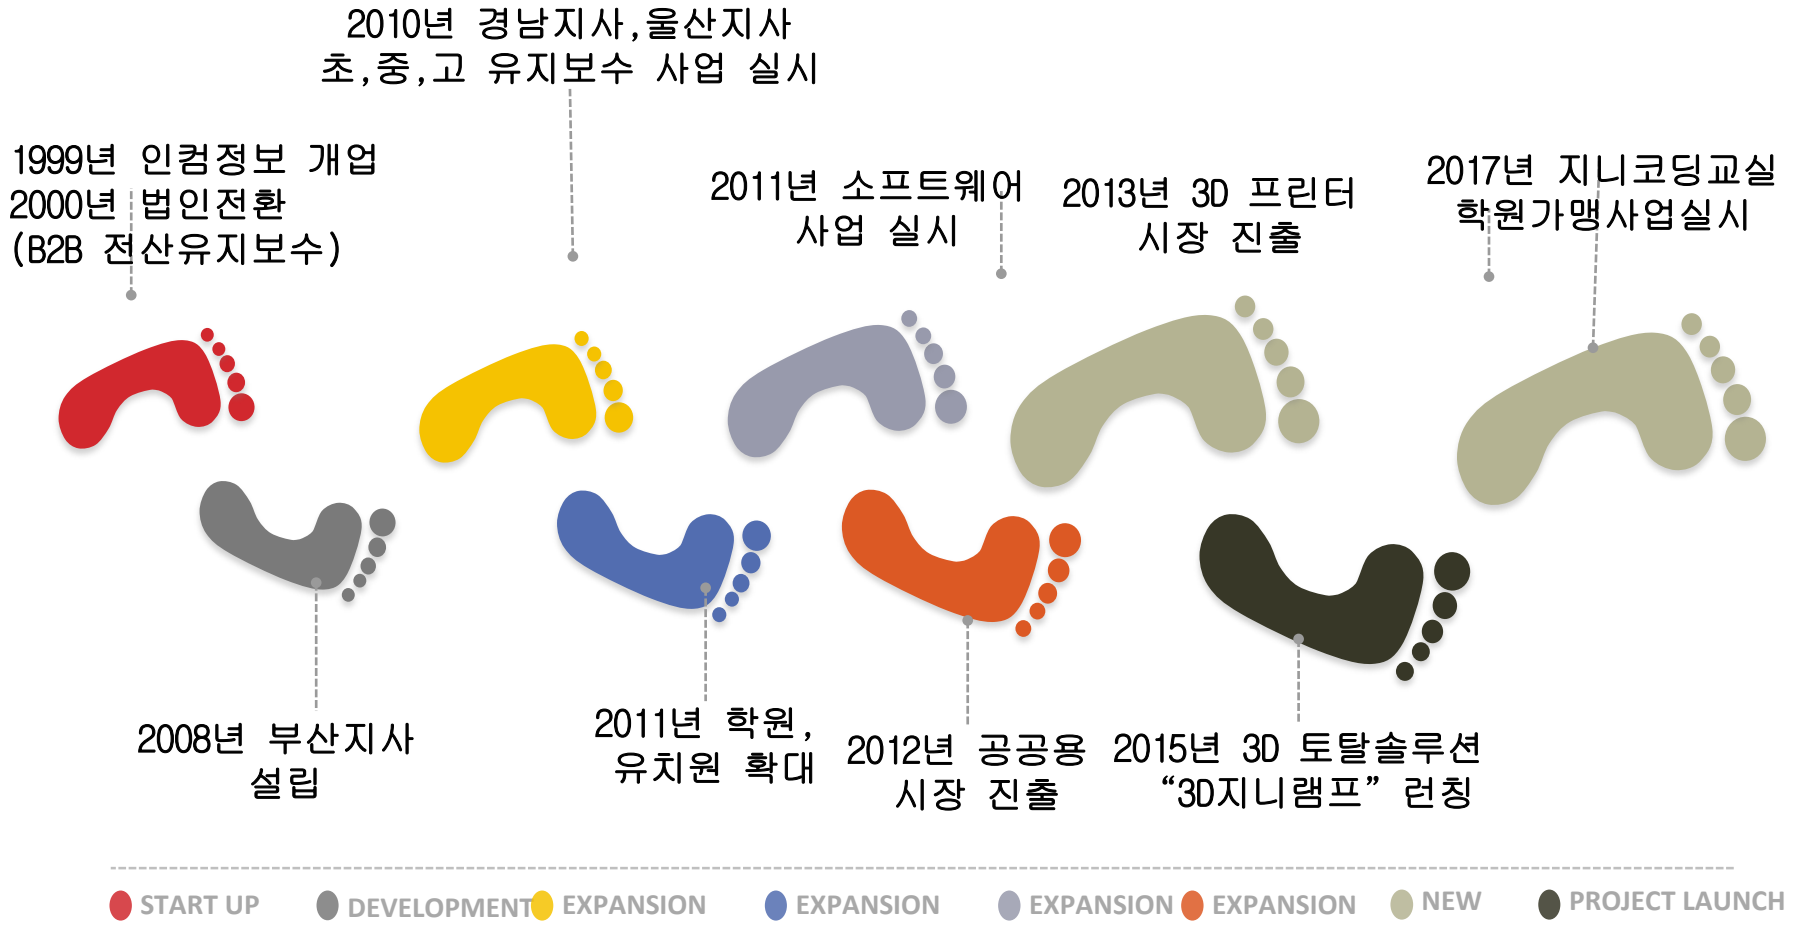 2010년 경남지사,울산지사
초,중,고 유지보수 사업 실시
1999년 인컴정보 개업
2000년 법인전환
(B2B 전산유지보수)
2011년 소프트웨어
사업 실시
2013년 3D 프린터
시장 진출
2017년 지니코딩교실
학원가맹사업실시
2008년 부산지사
설립
2011년 학원,
유치원 확대
2012년 공공용
시장 진출
2015년 3D 토탈솔루션
“3D지니램프” 런칭
START UP
DEVELOPMENT
EXPANSION
EXPANSION
EXPANSION
EXPANSION
NEW
PROJECT LAUNCH